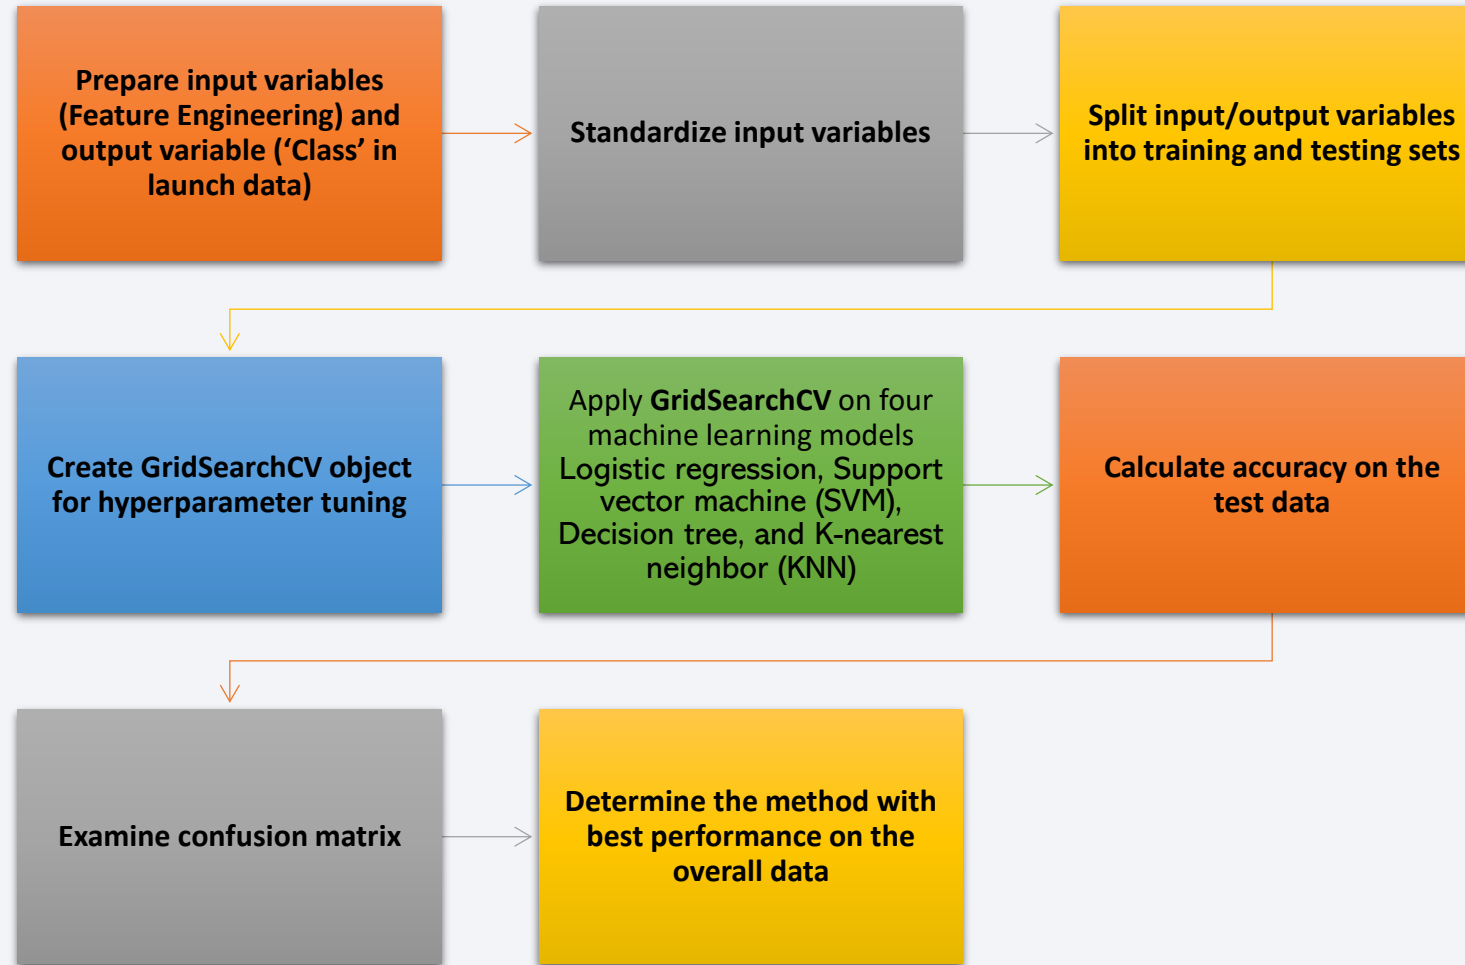 Prepare input variables
(Feature Engineering) and
output variable (‘Class’ in
launch data)
Standardize input variables
Split input/output variables
into training and testing sets
Create GridSearchCV object
for hyperparameter tuning
Apply GridSearchCV on four
machine learning models
Logistic regression, Support
vector machine (SVM),
Decision tree, and K-nearest
neighbor (KNN)
Calculate accuracy on the
test data
Examine confusion matrix
Determine the method with
best performance on the
overall data